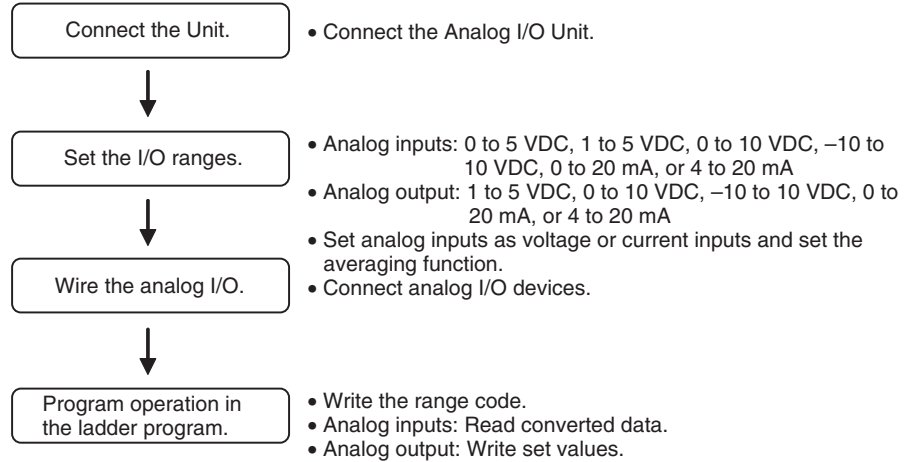 Connect the Unit.
• Connect the Analog I/O Unit.
Set the I/O ranges.
• Analog inputs: 0 to 5 VDC, 1 to 5 VDC, 0 to 10 VDC, –10 to
10 VDC, 0 to 20 mA, or 4 to 20 mA
• Analog output: 1 to 5 VDC, 0 to 10 VDC, –10 to 10 VDC, 0 to
20 mA, or 4 to 20 mA
• Set analog inputs as voltage or current inputs and set the
averaging function.
Wire the analog I/O.
• Connect analog I/O devices.
Program operation in
the ladder program.
• Write the range code.
• Analog inputs: Read converted data.
• Analog output: Write set values.